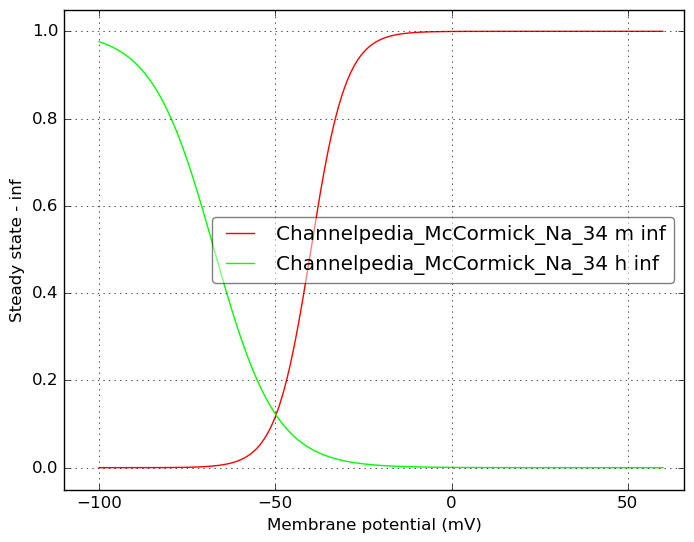 1.0
0.8
0.6
0.4
0.2
0.0
Steady state - inf
Channelpedia_McCormick_Na_34 m inf
Channelpedia_McCormick_Na_34 h inf
−100 −50 0 50
Membrane potential (mV)